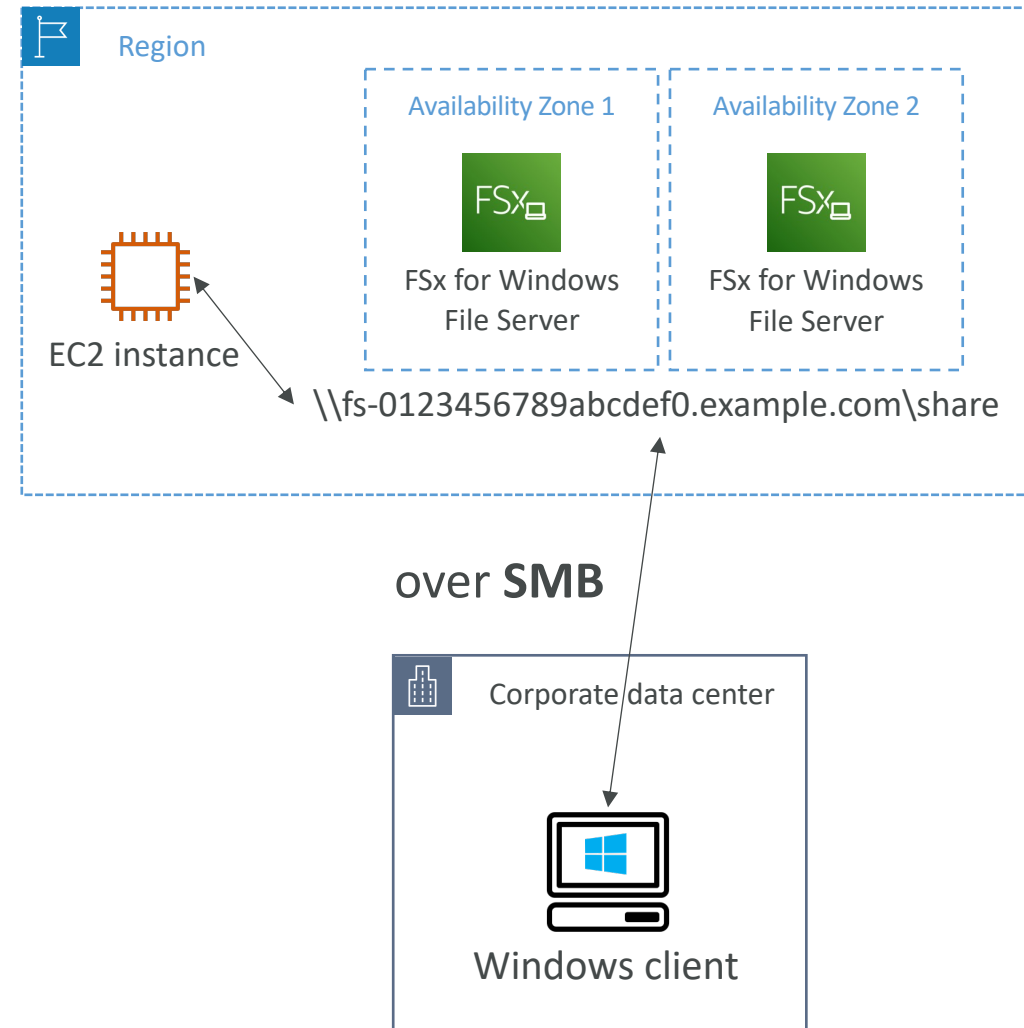 Region
Availability Zone 1
Availability Zone 2
FSx
FSx
FSx for Windows
File Server
FSx for Windows
File Server
EC2 instance
\\fs-0123456789abcdef0.example.com\share
over SMB
Corporate data center
Windows client